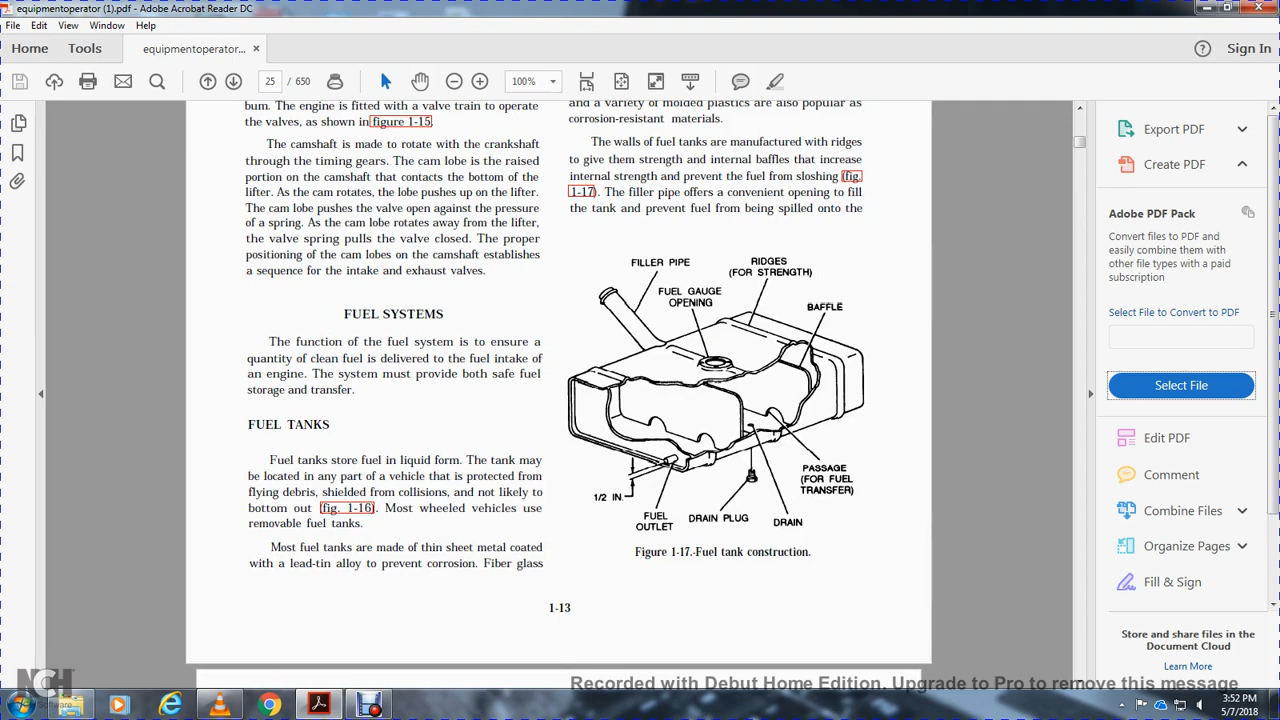 equipmentoperator (1).pdf - Adobe Acrobat Reader DC
File Edit View Window Help
Home Tools equipmentoperator... × Sign In
25 / 650 100%
bum. The engine is fitted with a valve train to operate
the valves, as shown in figure 1-15.
The camshaft is made to rotate with the crankshaft
through the timing gears. The cam lobe is the raised
portion on the camshaft that contacts the bottom of the
lifter. As the cam rotates, the lobe pushes up on the lifter.
The cam lobe pushes the valve open against the pressure
of a spring. As the cam lobe rotates away from the lifter,
the valve spring pulls the valve closed. The proper
positioning of the cam lobes on the camshaft establishes
a sequence for the intake and exhaust valves.
FUEL SYSTEMS
The function of the fuel system is to ensure a
quantity of clean fuel is delivered to the fuel intake of
an engine. The system must provide both safe fuel
storage and transfer.
FUEL TANKS
Fuel tanks store fuel in liquid form. The tank may
be located in any part of a vehicle that is protected from
flying debris, shielded from collisions, and not likely to
bottom out (fig. 1-16). Most wheeled vehicles use
removable fuel tanks.
Most fuel tanks are made of thin sheet metal coated
with a lead-tin alloy to prevent corrosion. Fiber glass
and a variety of molded plastics are also popular as
corrosion-resistant materials.
The walls of fuel tanks are manufactured with ridges
to give them strength and internal baffles that increase
internal strength and prevent the fuel from sloshing (fig.
1-17). The filler pipe offers a convenient opening to fill
the tank and prevent fuel from being spilled onto the
FILLER PIPE
RIDGES
(FOR STRENGTH)
FUEL GAUGE
OPENING
BAFFLE
PASSAGE
(FOR FUEL
TRANSFER)
1/2 IN.
FUEL
OUTLET
DRAIN PLUG
DRAIN
Figure 1-17.-Fuel tank construction.
1-13
Export PDF
Create PDF
Adobe PDF Pack
Convert files to PDF and
easily combine them with
other file types with a paid
subscription
Select File to Convert to PDF
Select File
Edit PDF
Comment
Combine Files
Organize Pages
Fill & Sign
Store and share files in the
Document Cloud
Learn More
NCH
Software
Recorded with Debut Home Edition. Upgrade to Pro to remove this message
3:52 PM
5/7/2018